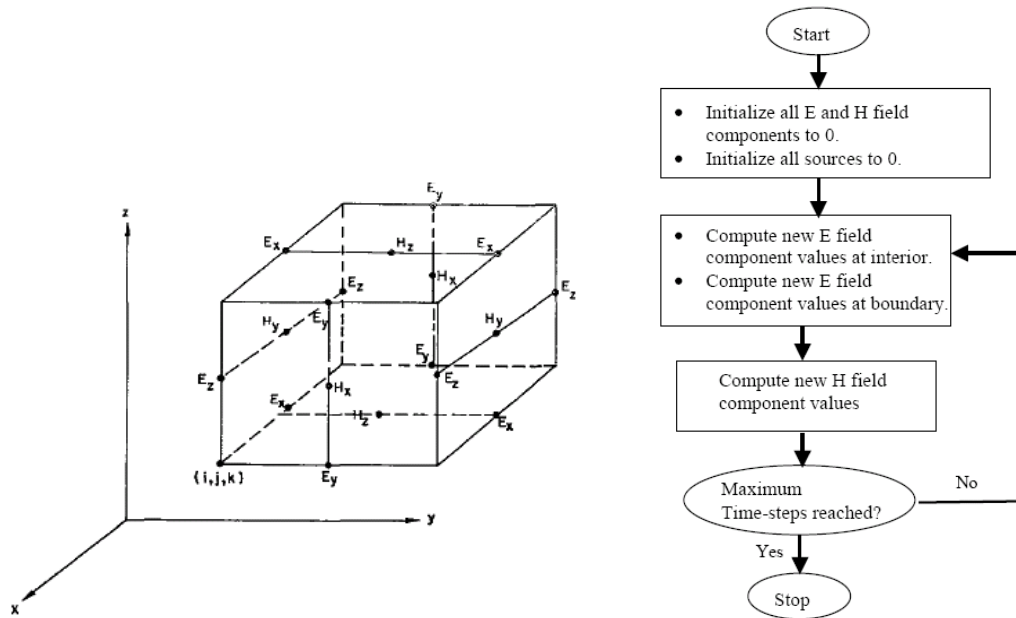 z
E_y
E_x
H_z
E_x
H_x
E_z
E_z
H_y
E_y
H_y
E_y
E_z
E_z
H_x
E_x
H_z
E_x
(i,j,k)
E_y
y
x
Start
• Initialize all E and H field
components to 0.
• Initialize all sources to 0.
• Compute new E field
component values at interior.
• Compute new E field
component values at boundary.
Compute new H field
component values
Maximum
Time-steps reached?
No
Yes
Stop